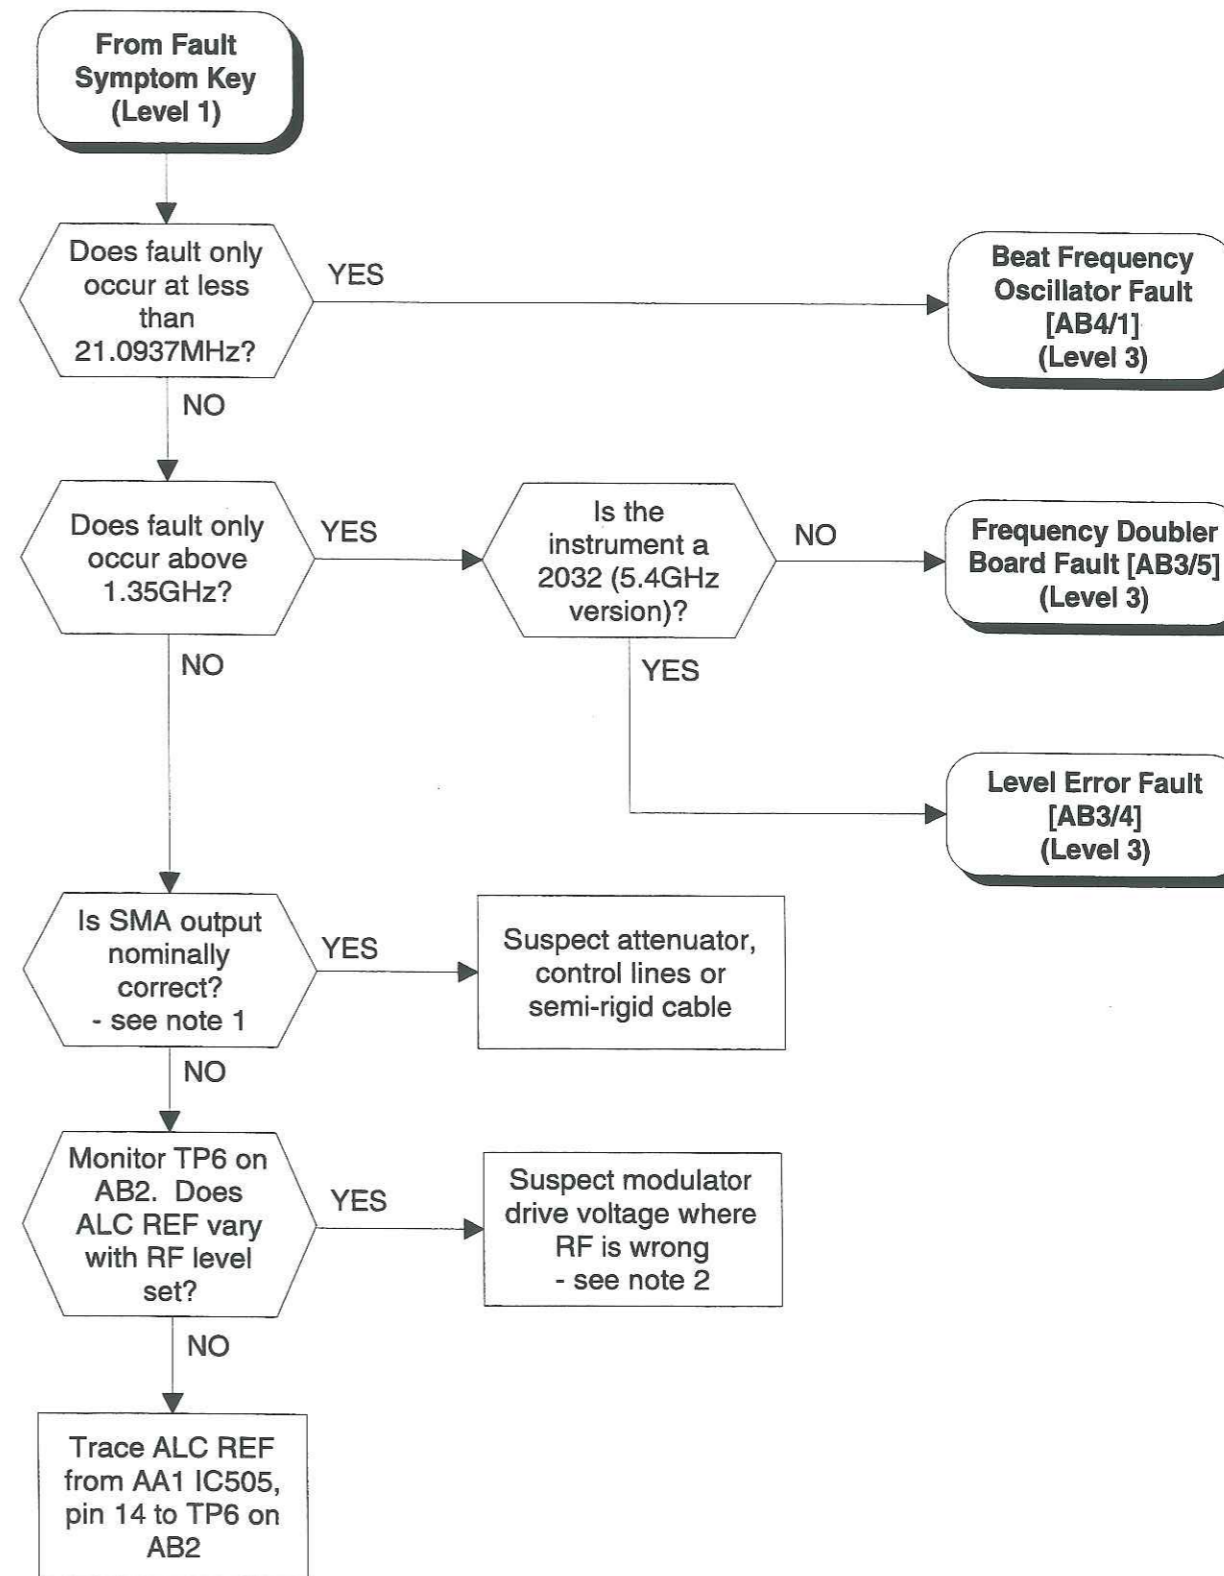 From Fault
Symptom Key
(Level 1)
Does fault only
occur at less
than
21.0937MHz?
YES
Beat Frequency
Oscillator Fault
[AB4/1]
(Level 3)
NO
Does fault only
occur above
1.35GHz?
YES
Is the
instrument a
2032 (5.4GHz
version)?
NO
Frequency Doubler
Board Fault [AB3/5]
(Level 3)
NO
YES
Level Error Fault
[AB3/4]
(Level 3)
Is SMA output
nominally
correct?
- see note 1
YES
Suspect attenuator,
control lines or
semi-rigid cable
NO
Monitor TP6 on
AB2. Does
ALC REF vary
with RF level
set?
YES
Suspect modulator
drive voltage where
RF is wrong
- see note 2
NO
Trace ALC REF
from AA1 IC505,
pin 14 to TP6 on
AB2